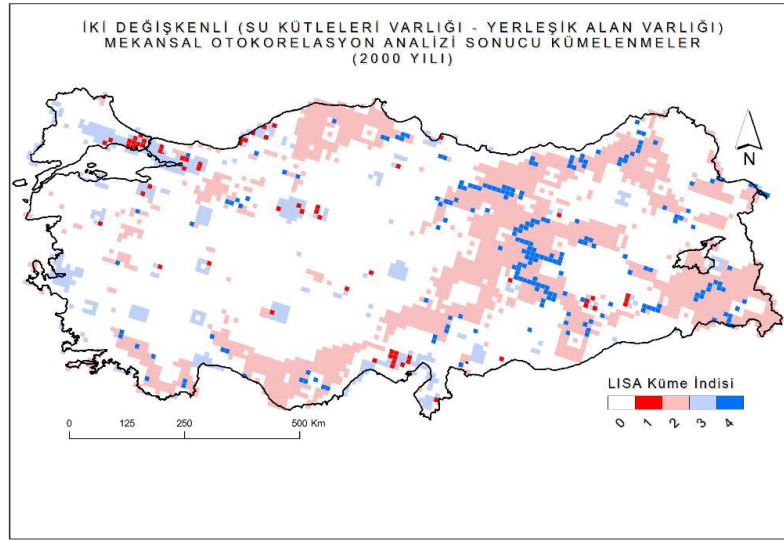 İKİ DEĞİŞKENLİ (SU KÜTLELERİ VARLIĞI - YERLEŞİK ALAN VARLIĞI)
MEKANSAL OTOKORELASYON ANALİZİ SONUCU KÜMELENMELER
(2000 YILI)
N
LISA Küme İndisi
0 1 2 3 4
0 125 250 500 Km